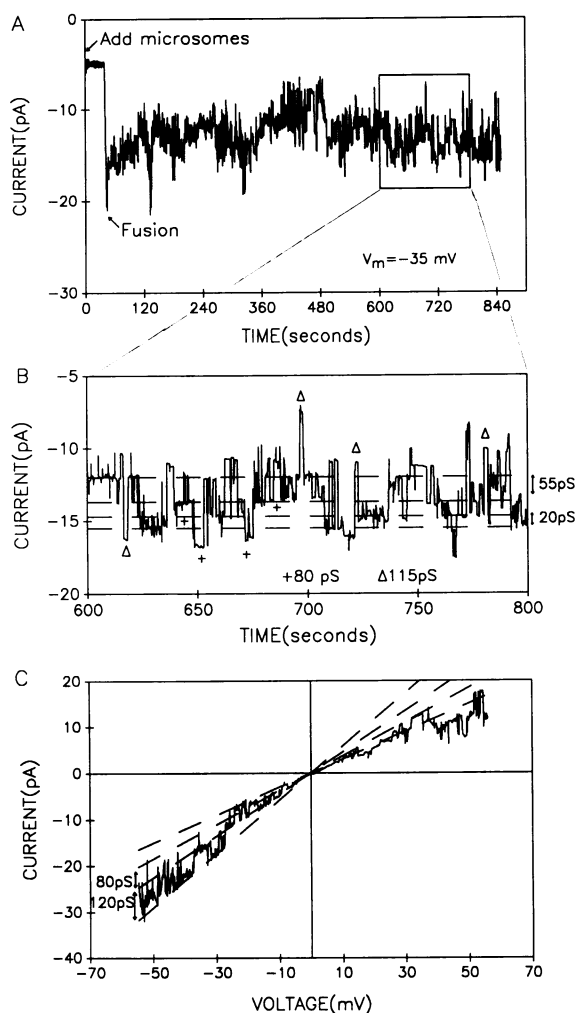 A
0
Add microsomes
-10
-20
-30
CURRENT(pA)
Fusion
Vm=-35 mV
0 120 240 360 480 600 720 840
TIME(seconds)
B
-5
-10
-15
-20
CURRENT(pA)
Δ Δ Δ
55pS
20pS
+ +
Δ + +
+80 pS Δ115pS
600 650 700 750 800
TIME(seconds)
C
20
10
0
-10
-20
-30
-40
CURRENT(pA)
80pS
120pS
-70 -50 -30 -10 10 30 50 70
VOLTAGE(mV)